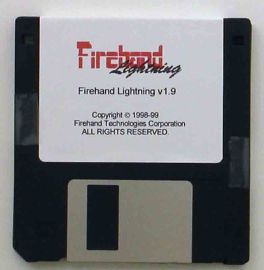 Firehand
Lightning
Firehand Lightning v1.9
Copyright © 1998-99
Firehand Technologies Corporation
ALL RIGHTS RESERVED.